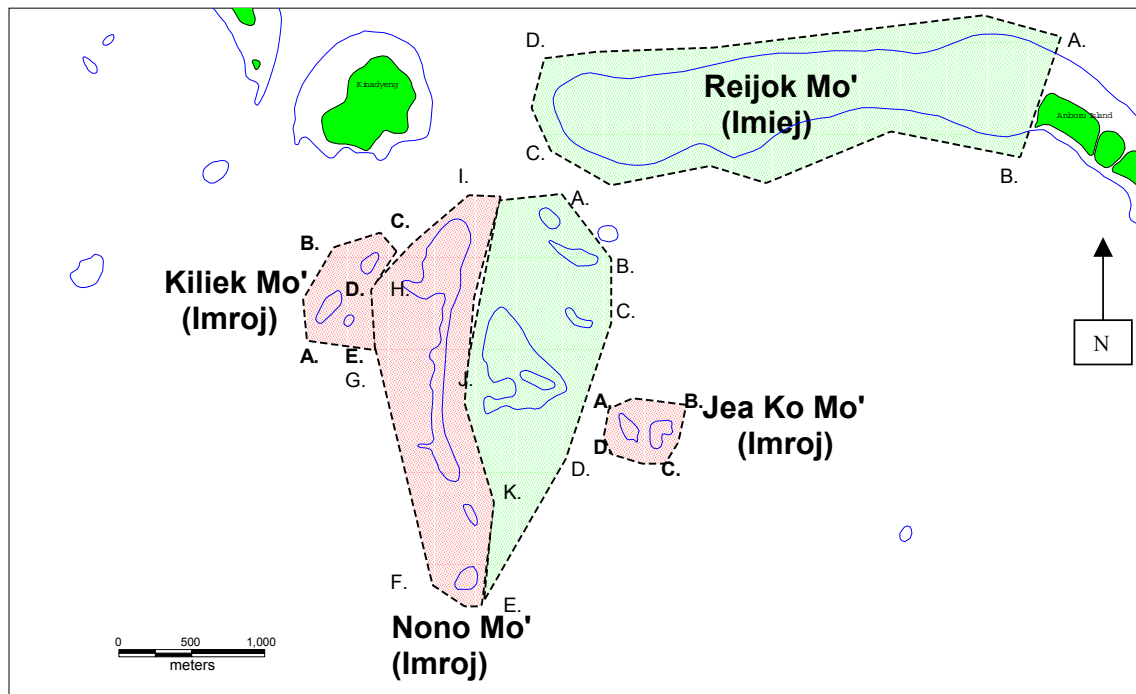 D.
A.
Kinadyeng
Reijok Mo'
(Imiej)
Anbomi Island
C.
B.
I.
A.
C.
B.
B.
Kiliek Mo'
(Imroj)
D.
H.
C.
A.
E.
G.
J.
A.
B.
Jea Ko Mo'
(Imroj)
D.
C.
D.
K.
N
F.
E.
Nono Mo'
(Imroj)
0 500 1,000
meters